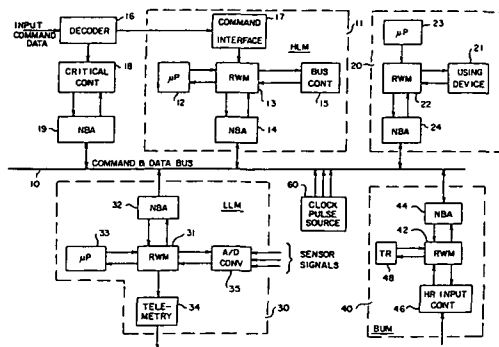 INPUT
COMMAND
DATA
DECODER
16
COMMAND
INTERFACE
17
11
HLM
CRITICAL
CONT
18
μP
12
RWM
13
BUS
CONT
15
NBA
19
NBA
14
μP
23
20
21
USING
DEVICE
RWM
22
NBA
24
COMMAND & DATA BUS
10
NBA
32
LLM
60
CLOCK
PULSE
SOURCE
NBA
44
μP
33
RWM
31
A/D
CONV
35
SENSOR
SIGNALS
RWM
42
TR
48
TELE-
METRY
34
30
HR INPUT
CONT
46
40
BUM